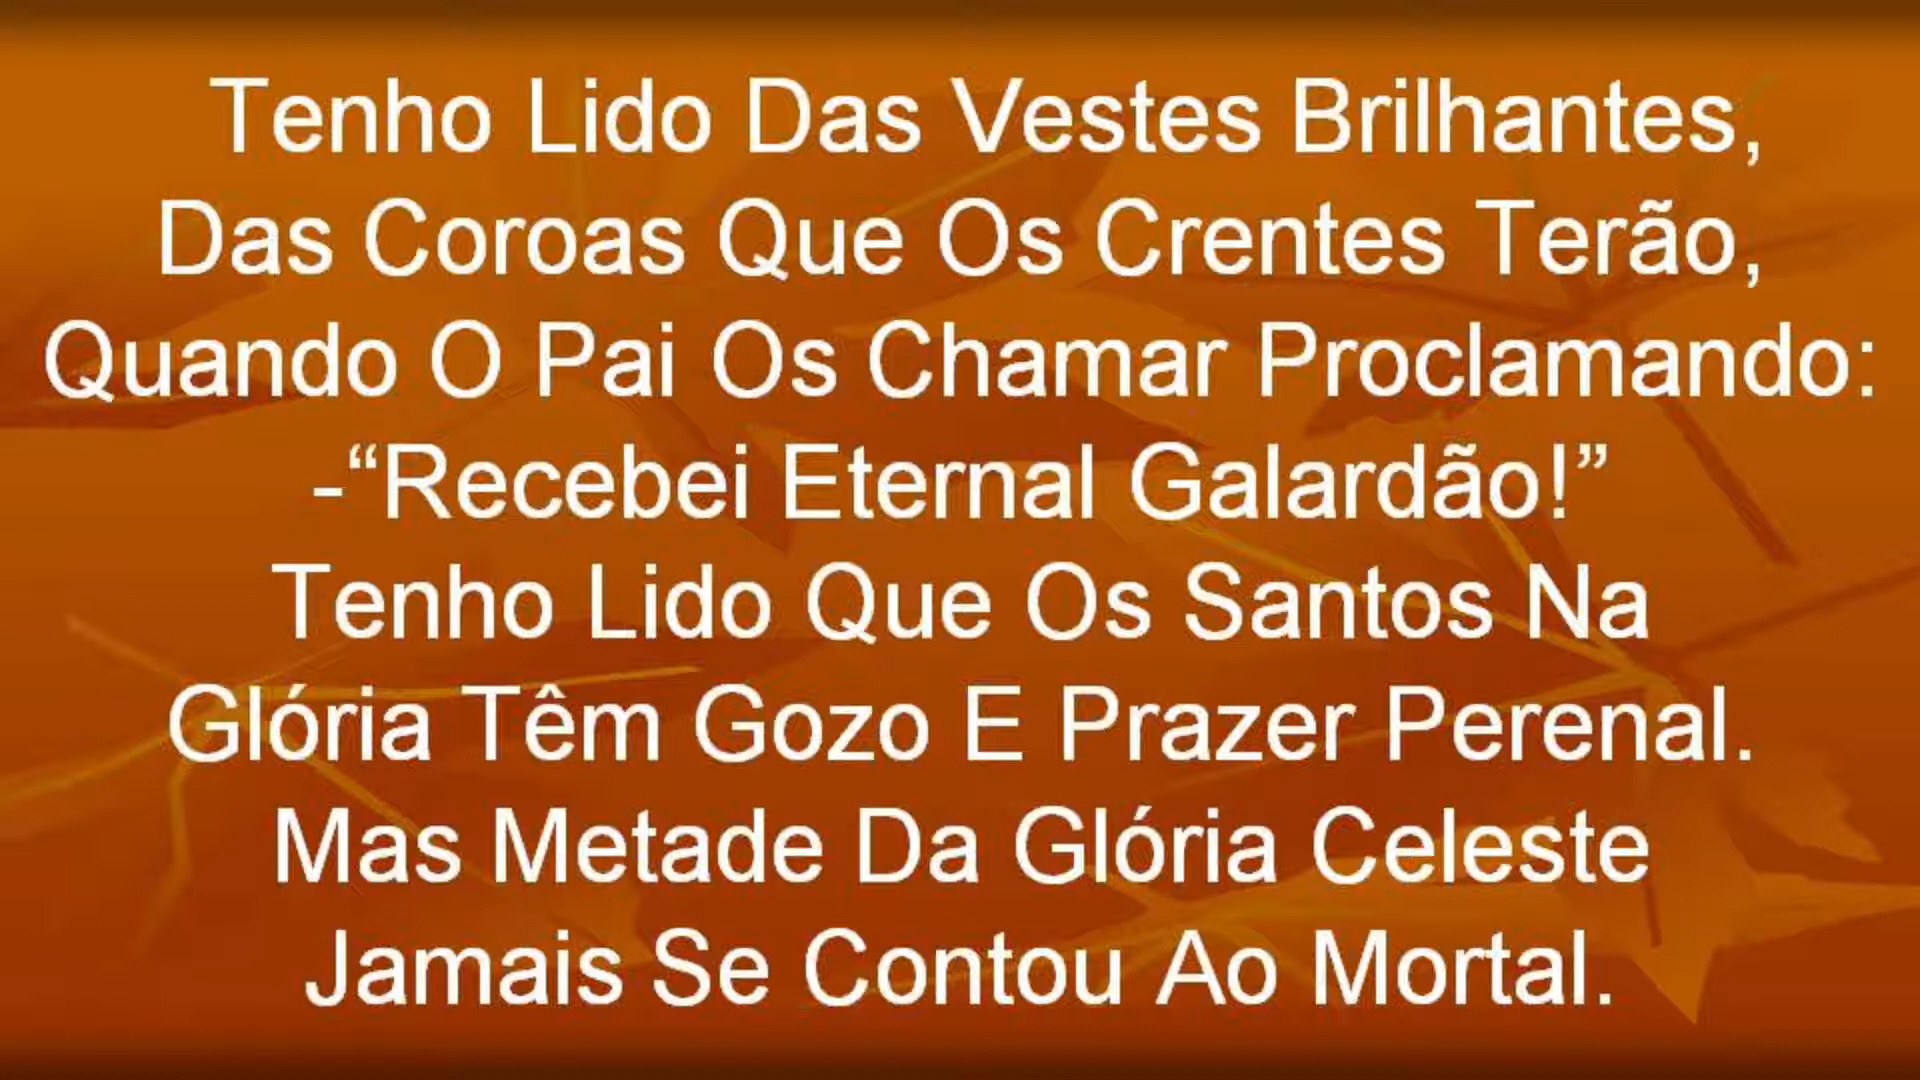 Tenho Lido Das Vestes Brilhantes,
Das Coroas Que Os Crentes Terão,
Quando O Pai Os Chamar Proclamando:
-“Recebei Eternal Galardão!”
Tenho Lido Que Os Santos Na
Glória Têm Gozo E Prazer Perenal.
Mas Metade Da Glória Celeste
Jamais Se Contou Ao Mortal.